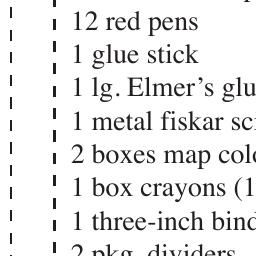 12 red pens
1 glue stick
1 lg. Elmer's glu
1 metal fiskar sci
2 boxes map colo
1 box crayons (1
1 three-inch bind
2 pkg. dividers